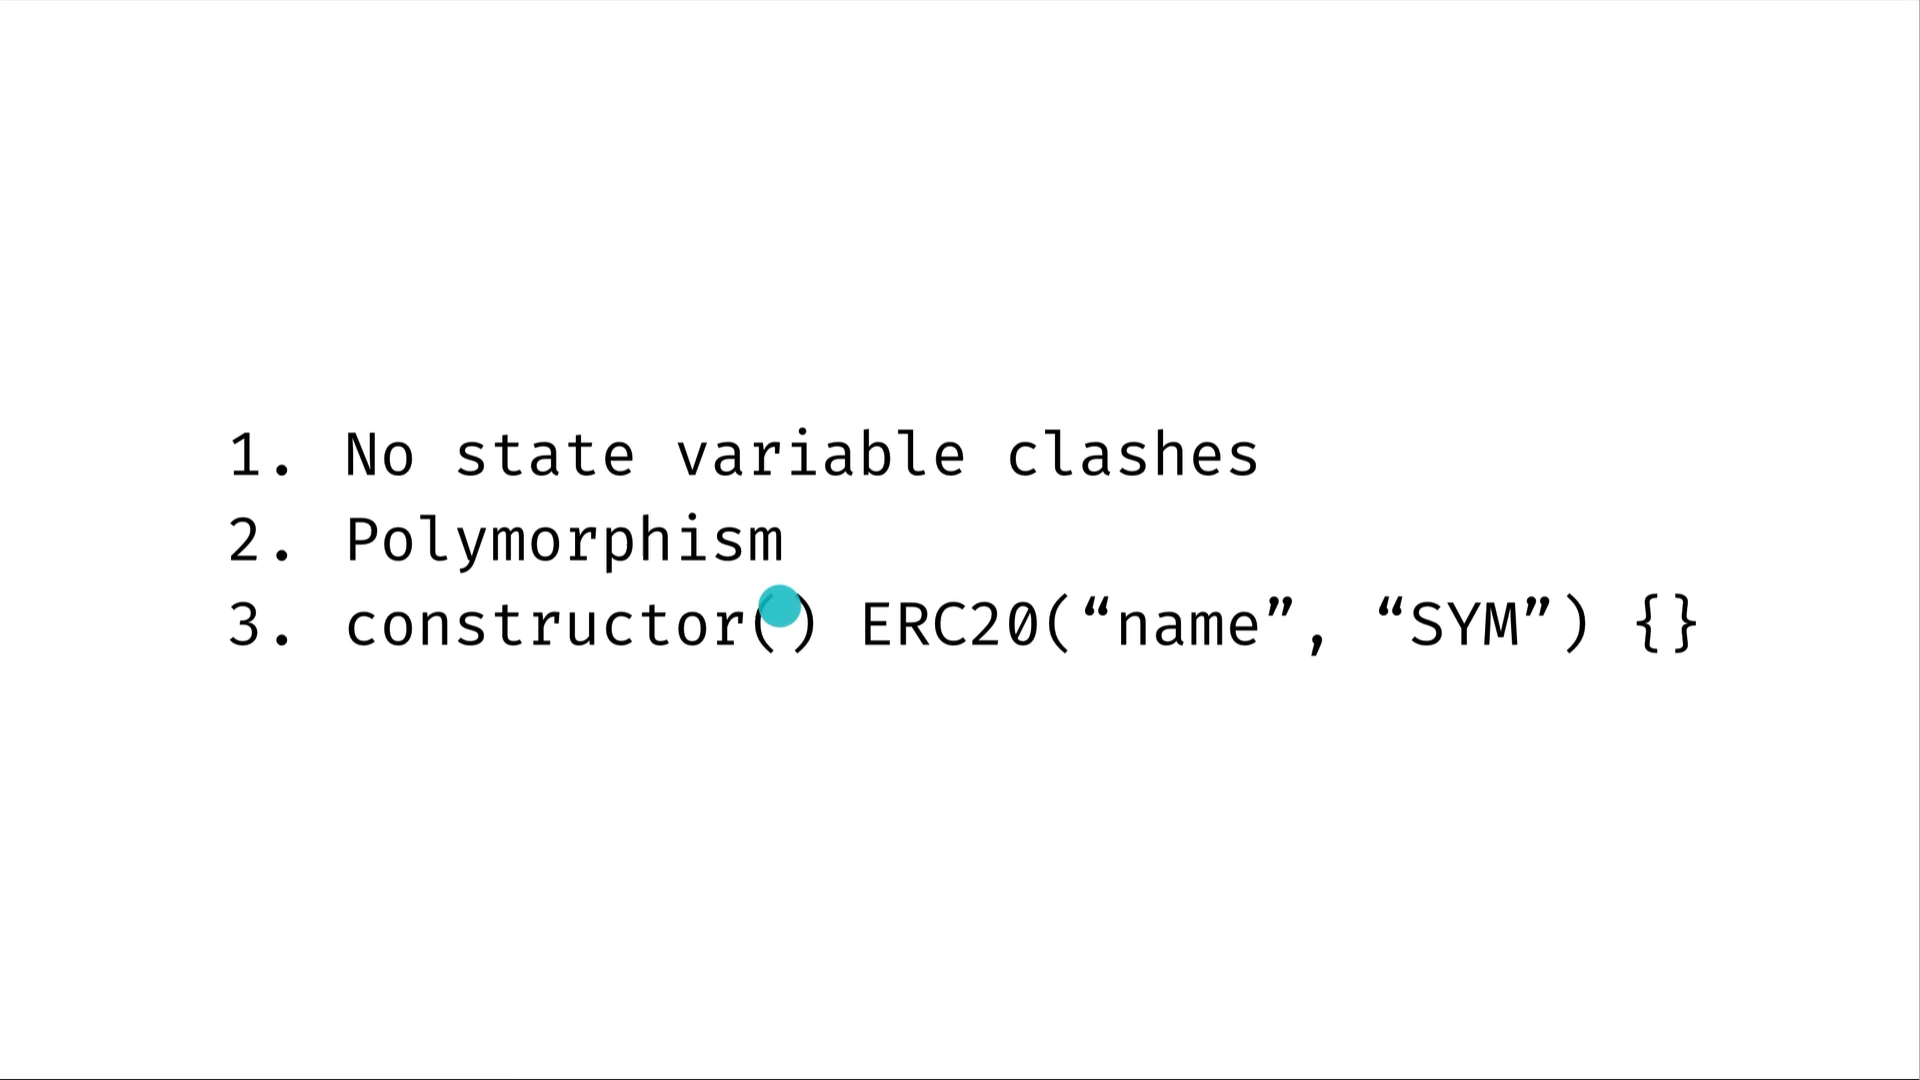 1. No state variable clashes
2. Polymorphism
3. constructor() ERC20(“name”, “SYM”) {}